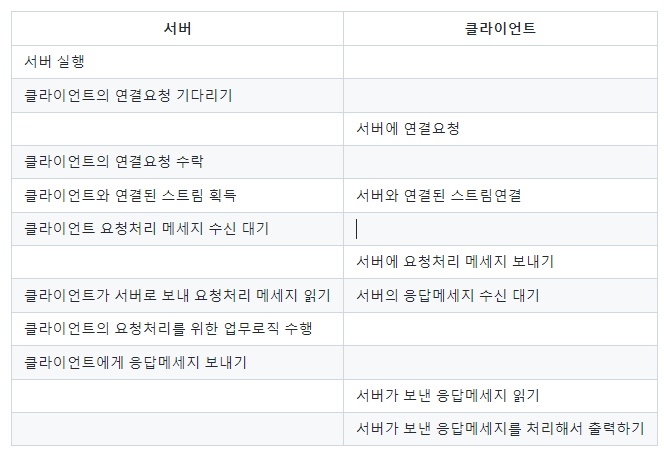 서버 클라이언트
서버 실행
클라이언트의 연결요청 기다리기
서버에 연결요청
클라이언트의 연결요청 수락
클라이언트와 연결된 스트림 획득 서버와 연결된 스트림연결
클라이언트 요청처리 메세지 수신 대기
서버에 요청처리 메세지 보내기
클라이언트가 서버로 보내 요청처리 메세지 읽기 서버의 응답메세지 수신 대기
클라이언트의 요청처리를 위한 업무로직 수행
클라이언트에게 응답메세지 보내기
서버가 보낸 응답메세지 읽기
서버가 보낸 응답메세지를 처리해서 출력하기